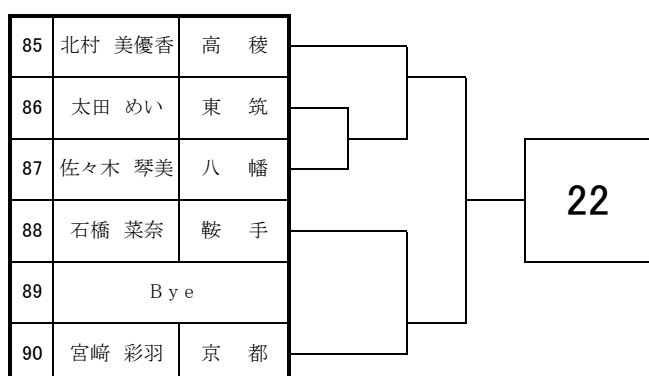 85 北村 美優香 高 稜
86 太田 めい 東 筑
87 佐々木 琴美 八 幡
88 石橋 菜奈 鞍 手
89 Bye
90 宮﨑 彩羽 京 都
22